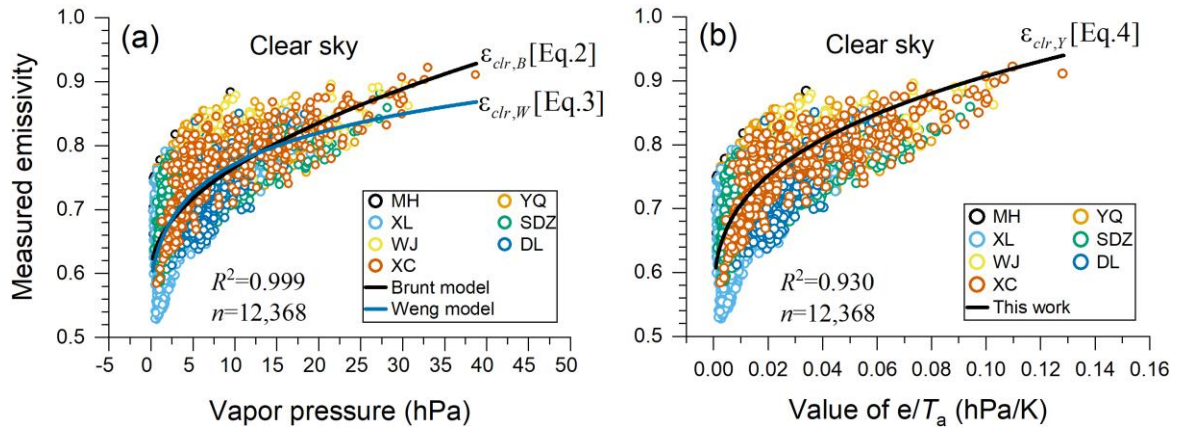 (a)
Clear sky
ε_clr,B[Eq.2]
ε_clr,W[Eq.3]
Measured emissivity
1.0
0.9
0.8
0.7
0.6
0.5
MH
XL
WJ
XC
YQ
SDZ
DL
Brunt model
Weng model
R²=0.999
n=12,368
-5 0 5 10 15 20 25 30 35 40 45 50
Vapor pressure (hPa)
(b)
Clear sky
ε_clr,Y[Eq.4]
1.0
0.9
0.8
0.7
0.6
0.5
MH
XL
WJ
XC
YQ
SDZ
DL
This work
R²=0.930
n=12,368
0.00 0.02 0.04 0.06 0.08 0.10 0.12 0.14 0.16
Value of e/Ta (hPa/K)